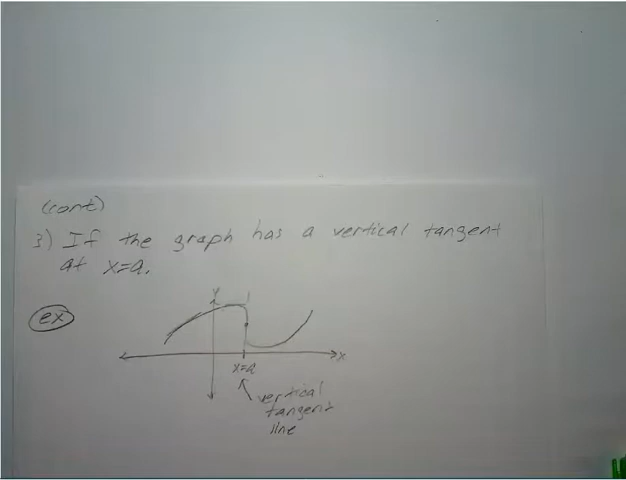 (cont)
3) If the graph has a vertical tangent
at x=a.
ex
y
x
x=a
vertical
tangent
line